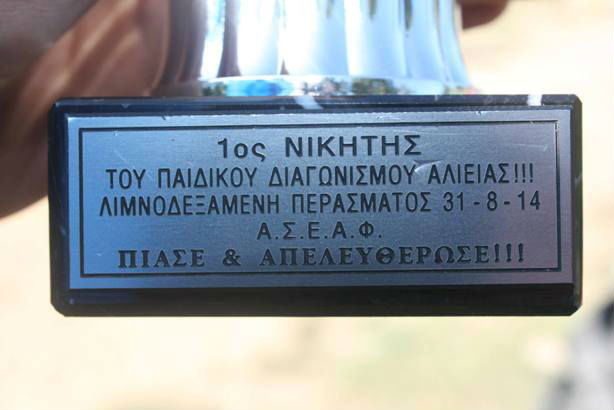 1ος ΝΙΚΗΤΗΣ
ΤΟΥ ΠΑΙΔΙΚΟΥ ΔΙΑΓΩΝΙΣΜΟΥ ΑΛΙΕΙΑΣ!!!
ΛΙΜΝΟΔΕΞΑΜΕΝΗ ΠΕΡΑΣΜΑΤΟΣ 31 - 8 - 14
Α.Σ.Ε.Α.Φ.
ΠΙΑΣΕ & ΑΠΕΛΕΥΘΕΡΩΣΕ!!!